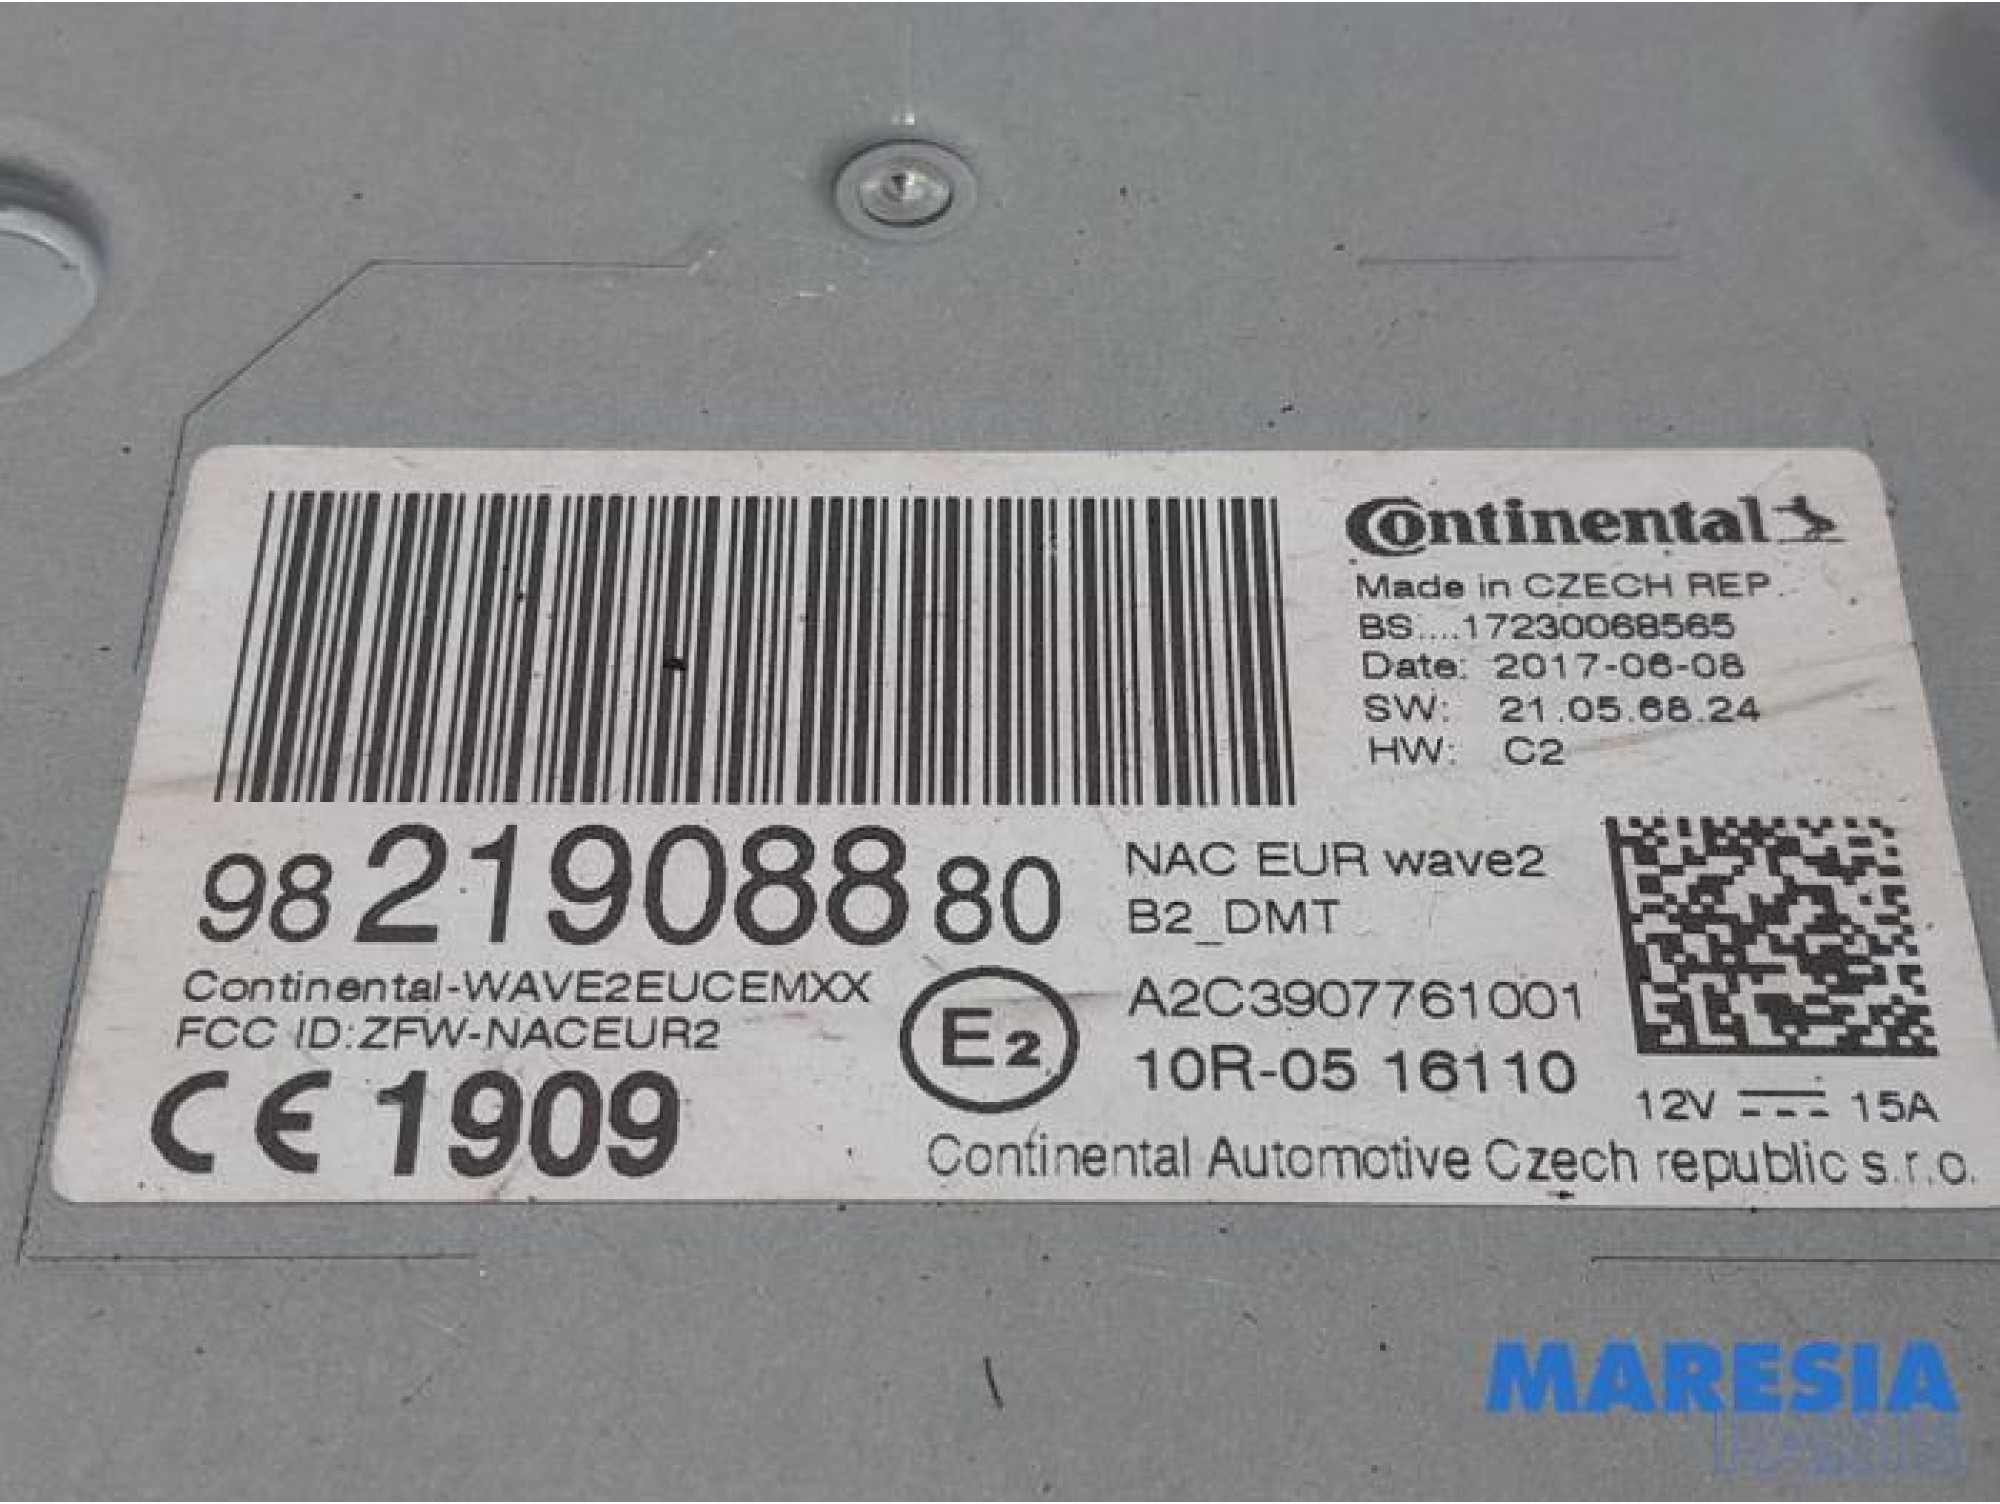 Continental
Made in CZECH REP.
BS....17230068565
Date: 2017-06-08
SW: 21.05.68.24
HW: C2
98 219088 80
NAC EUR wave2
B2_DMT
Continental-WAVE2EUCEMXX
FCC ID:ZFW-NACEUR2
CE 1909
E2
A2C3907761001
10R-05 16110
12V 15A
Continental Automotive Czech republic s.r.o.
MARESIA
PARTS